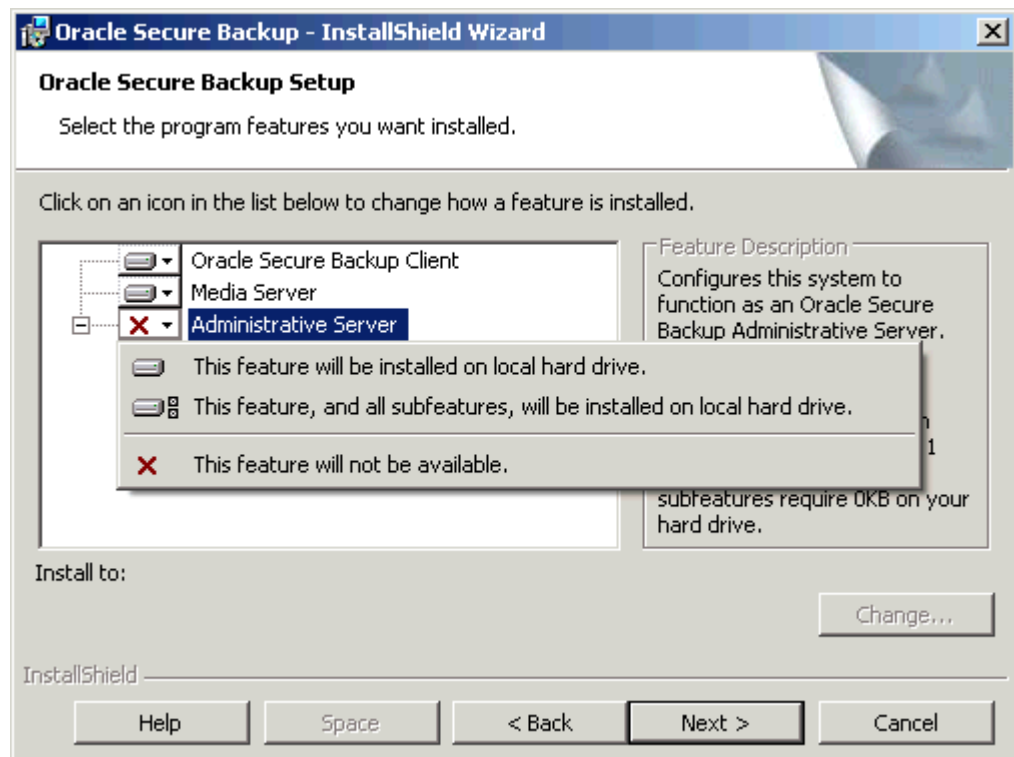 Oracle Secure Backup - InstallShield Wizard
Oracle Secure Backup Setup
Select the program features you want installed.
Click on an icon in the list below to change how a feature is installed.
Oracle Secure Backup Client
Media Server
Administrative Server
This feature will be installed on local hard drive.
This feature, and all subfeatures, will be installed on local hard drive.
This feature will not be available.
Feature Description
Configures this system to
function as an Oracle Secure
Backup Administrative Server.
1
subfeatures require 0KB on your
hard drive.
Install to:
Change...
InstallShield
Help
Space
< Back
Next >
Cancel